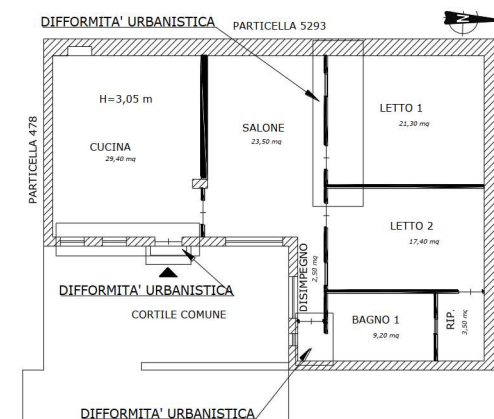 DIFFORMITA' URBANISTICA
PARTICELLA 5293
N
H=3,05 m
CUCINA
29,40 mq
SALONE
23,50 mq
LETTO 1
21,30 mq
PARTICELLA 478
LETTO 2
17,40 mq
DISIMPEGNO
2,50 mq
DIFFORMITA' URBANISTICA
CORTILE COMUNE
BAGNO 1
9,20 mq
RIP.
3,50 mq
DIFFORMITA' URBANISTICA